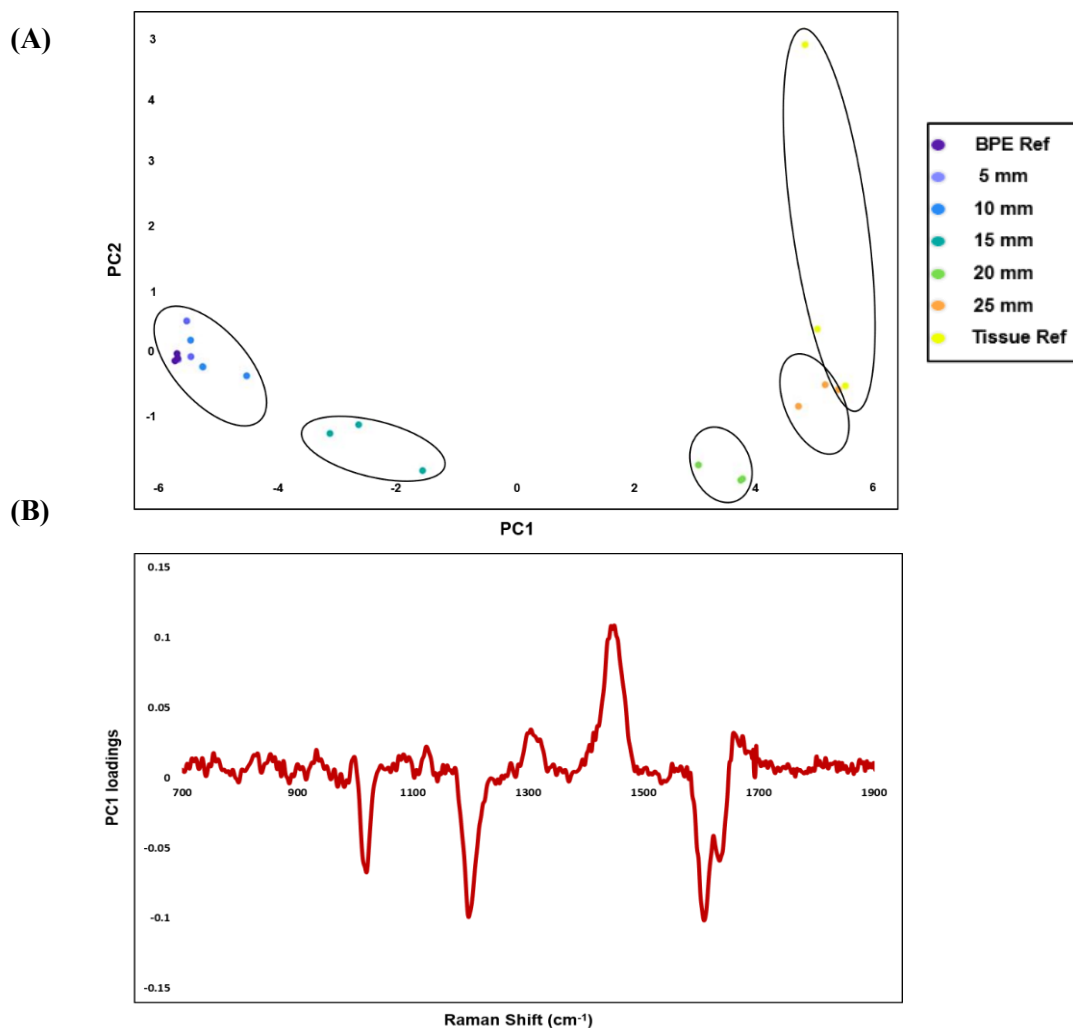 (A)
3
4
3
2
1
0
-1
PC2
-6 -4 -2 0 2 4 6
PC1
BPE Ref
5 mm
10 mm
15 mm
20 mm
25 mm
Tissue Ref
(B)
0.15
0.1
0.05
0
-0.05
-0.1
-0.15
PC1 loadings
700 900 1100 1300 1500 1700 1900
Raman Shift (cm⁻¹)